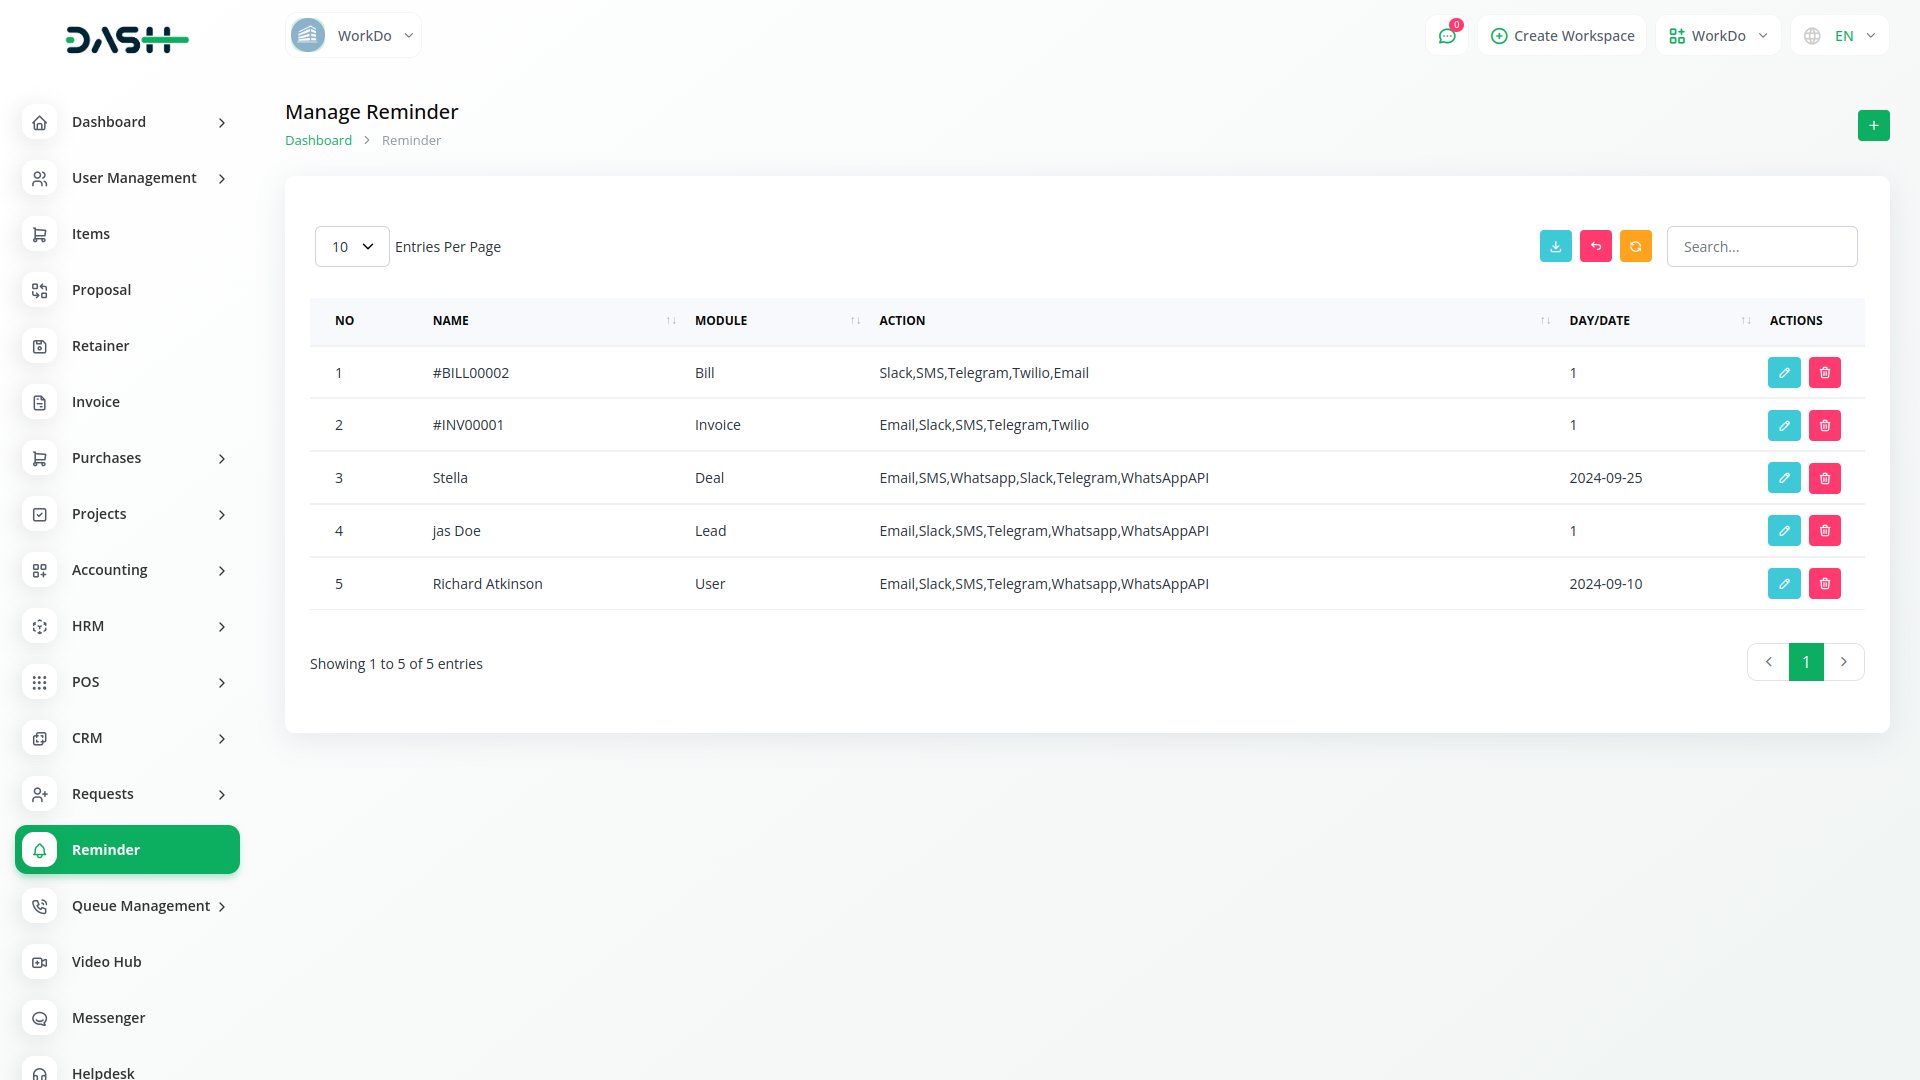 DASH
WorkDo
0
Create Workspace
WorkDo
EN
Dashboard
User Management
Items
Proposal
Retainer
Invoice
Purchases
Projects
Accounting
HRM
POS
CRM
Requests
Reminder
Queue Management
Video Hub
Messenger
Helpdesk
Manage Reminder
Dashboard > Reminder
+
10 Entries Per Page
Search...
NO NAME MODULE ACTION DAY/DATE ACTIONS
1 #BILL00002 Bill Slack,SMS,Telegram,Twilio,Email 1
2 #INV00001 Invoice Email,Slack,SMS,Telegram,Twilio 1
3 Stella Deal Email,SMS,Whatsapp,Slack,Telegram,WhatsAppAPI 2024-09-25
4 jas Doe Lead Email,Slack,SMS,Telegram,Whatsapp,WhatsAppAPI 1
5 Richard Atkinson User Email,Slack,SMS,Telegram,Whatsapp,WhatsAppAPI 2024-09-10
Showing 1 to 5 of 5 entries
‹ 1 ›